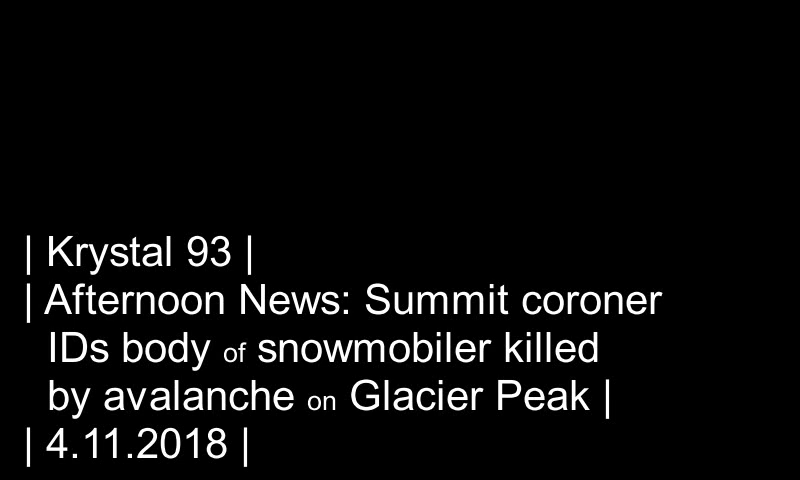 | Krystal 93 |
| Afternoon News: Summit coroner
IDs body of snowmobiler killed
by avalanche on Glacier Peak |
| 4.11.2018 |